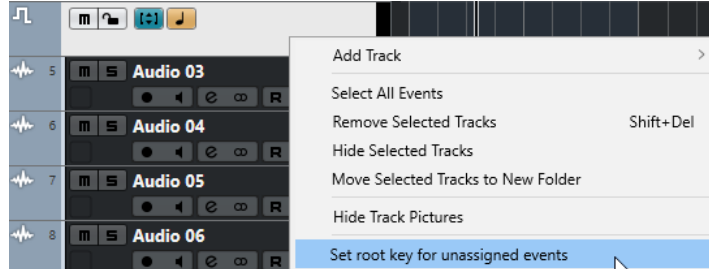 m
Add Track >
5 m S Audio 03
e R
Select All Events
6 m S Audio 04
Remove Selected Tracks Shift+Del
e R
Hide Selected Tracks
7 m S Audio 05
Move Selected Tracks to New Folder
e R
Hide Track Pictures
8 m S Audio 06
Set root key for unassigned events
e R